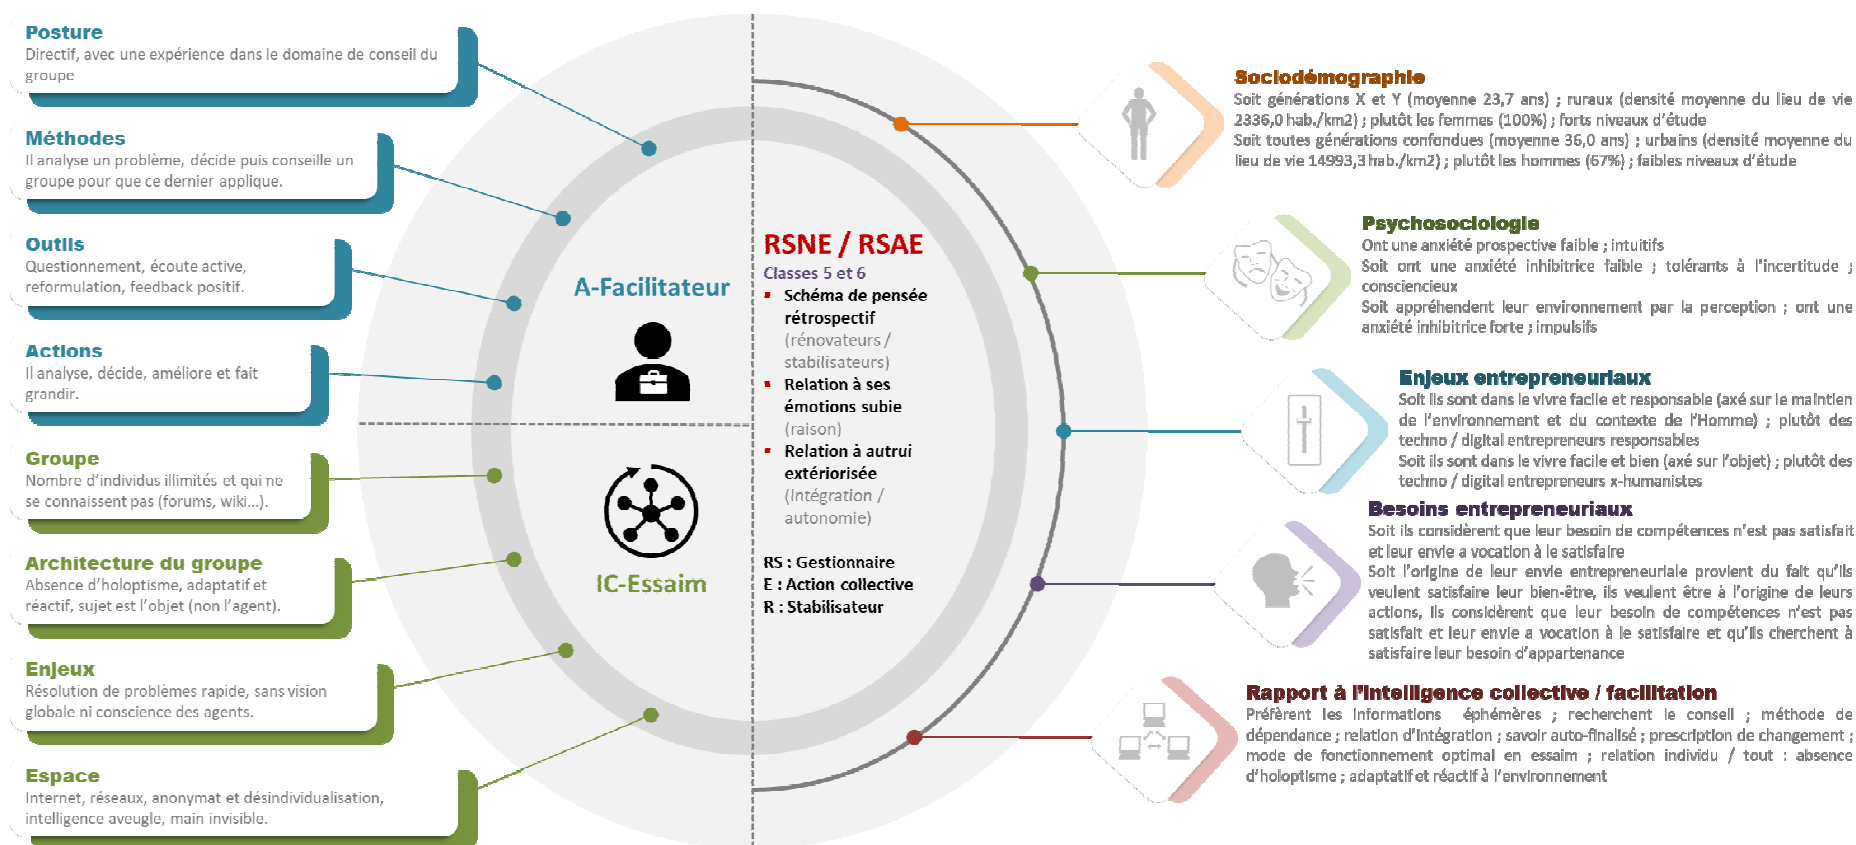 Posture
Directif, avec une expérience dans le domaine de conseil du
groupe
Méthodes
Il analyse un problème, décide puis conseille un
groupe pour que ce dernier applique.
Outils
Questionnement, écoute active,
reformulation, feedback positif.
Actions
Il analyse, décide, améliore et fait
grandir.
Groupe
Nombre d'individus illimités et qui ne
se connaissent pas (forums, wiki...).
Architecture du groupe
Absence d'holoptisme, adaptatif et
réactif, sujet est l'objet (non l'agent).
Enjeux
Résolution de problèmes rapide, sans vision
globale ni conscience des agents.
Espace
Internet, réseaux, anonymat et désindividualisation,
intelligence aveugle, main invisible.
A-Facilitateur
IC-Essaim
RSNE / RSAE
Classes 5 et 6
▪ Schéma de pensée
rétrospectif
(rénovateurs /
stabilisateurs)
▪ Relation à ses
émotions subie
(raison)
▪ Relation à autrui
extériorisée
(Intégration /
autonomie)
RS : Gestionnaire
E : Action collective
R : Stabilisateur
Sociodémographie
Soit générations X et Y (moyenne 23,7 ans) ; ruraux (densité moyenne du lieu de vie
2336,0 hab./km2) ; plutôt les femmes (100%) ; forts niveaux d'étude
Soit toutes générations confondues (moyenne 36,0 ans) ; urbains (densité moyenne du
lieu de vie 14993,3 hab./km2) ; plutôt les hommes (67%) ; faibles niveaux d'étude
Psychosociologie
Ont une anxiété prospective faible ; intuitifs
Soit ont une anxiété inhibitrice faible ; tolérants à l'incertitude ;
consciencieux
Soit appréhendent leur environnement par la perception ; ont une
anxiété inhibitrice forte ; impulsifs
Enjeux entrepreneuriaux
Soit ils sont dans le vivre facile et responsable (axé sur le maintien
de l'environnement et du contexte de l'Homme) ; plutôt des
techno / digital entrepreneurs responsables
Soit ils sont dans le vivre facile et bien (axé sur l'objet) ; plutôt des
techno / digital entrepreneurs x-humanistes
Besoins entrepreneuriaux
Soit ils considèrent que leur besoin de compétences n'est pas satisfait
et leur envie a vocation à le satisfaire
Soit l'origine de leur envie entrepreneuriale provient du fait qu'ils
veulent satisfaire leur bien-être, ils veulent être à l'origine de leurs
actions, ils considèrent que leur besoin de compétences n'est pas
satisfait et leur envie a vocation à le satisfaire et qu'ils cherchent à
satisfaire leur besoin d'appartenance
Rapport à l'intelligence collective / facilitation
Préfèrent les informations éphémères ; recherchent le conseil ; méthode de
dépendance ; relation d'intégration ; savoir auto-finalisé ; prescription de changement ;
mode de fonctionnement optimal en essaim ; relation individu / tout : absence
d'holoptisme ; adaptatif et réactif à l'environnement